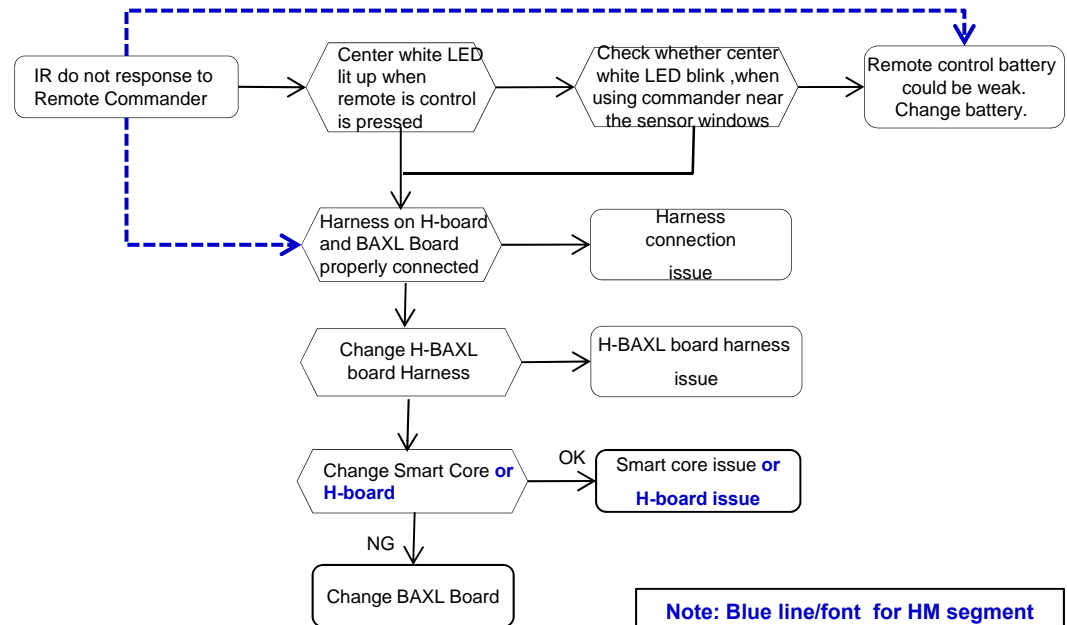 IR do not response to
Remote Commander
Center white LED
lit up when
remote is control
is pressed
Check whether center
white LED blink ,when
using commander near
the sensor windows
Remote control battery
could be weak.
Change battery.
Harness on H-board
and BAXL Board
properly connected
Harness
connection
issue
Change H-BAXL
board Harness
H-BAXL board harness
issue
Change Smart Core or
H-board
OK
Smart core issue or
H-board issue
NG
Change BAXL Board
Note: Blue line/font for HM segment